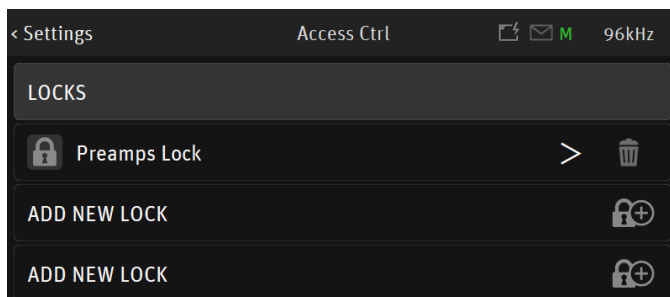 < Settings Access Ctrl M 96kHz
LOCKS
Preamps Lock >
ADD NEW LOCK
ADD NEW LOCK